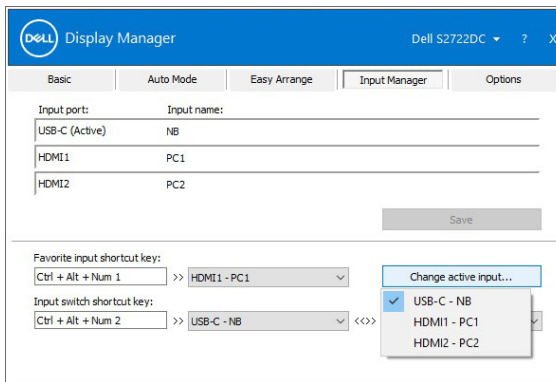 DELL Display Manager Dell S2722DC ? X
Basic Auto Mode Easy Arrange Input Manager Options
Input port: Input name:
USB-C (Active) NB
HDMI1 PC1
HDMI2 PC2
Save
Favorite input shortcut key:
Ctrl + Alt + Num 1 >> HDMI1 - PC1 Change active input...
Input switch shortcut key:
USB-C - NB
Ctrl + Alt + Num 2 >> USB-C - NB <<>> HDMI1 - PC1
HDMI2 - PC2